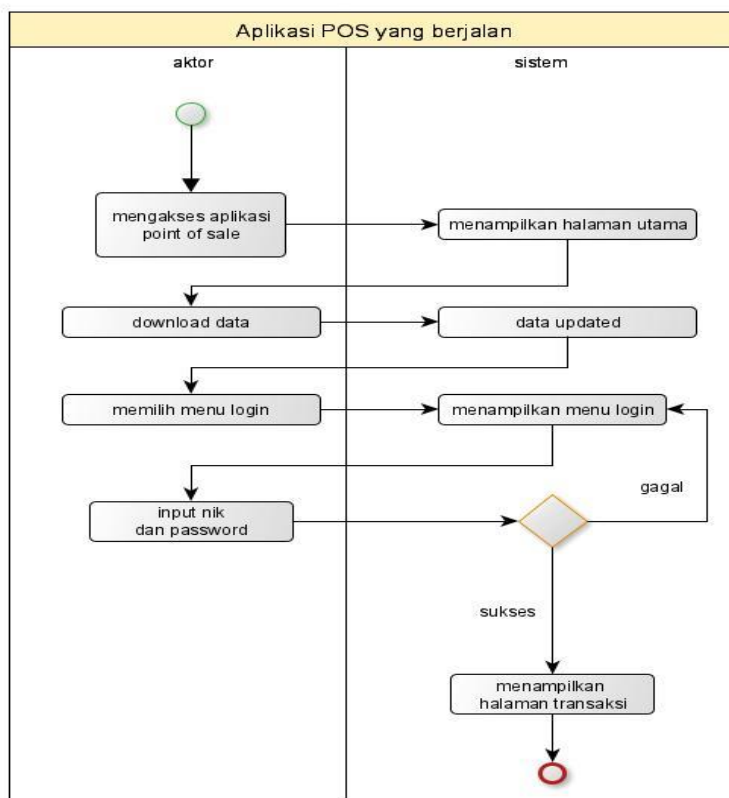 Aplikasi POS yang berjalan
aktor
sistem
mengakses aplikasi
point of sale
menampilkan halaman utama
download data
data updated
memilih menu login
menampilkan menu login
gagal
input nik
dan password
sukses
menampilkan
halaman transaksi